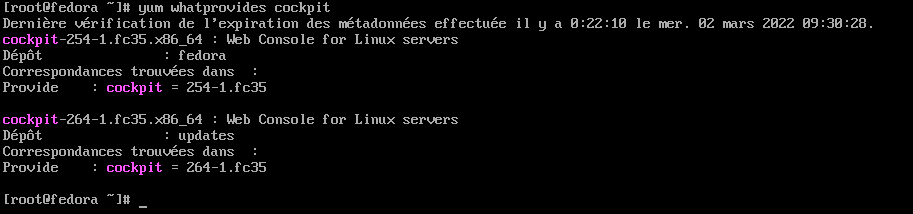 [root@fedora ~]# yum whatprovides cockpit
Dernière vérification de l'expiration des métadonnées effectuée il y a 0:22:10 le mer. 02 mars 2022 09:30:28.
cockpit-254-1.fc35.x86_64 : Web Console for Linux servers
Dépôt               : fedora
Correspondances trouvées dans  :
Provide    : cockpit = 254-1.fc35

cockpit-264-1.fc35.x86_64 : Web Console for Linux servers
Dépôt               : updates
Correspondances trouvées dans  :
Provide    : cockpit = 264-1.fc35

[root@fedora ~]# _